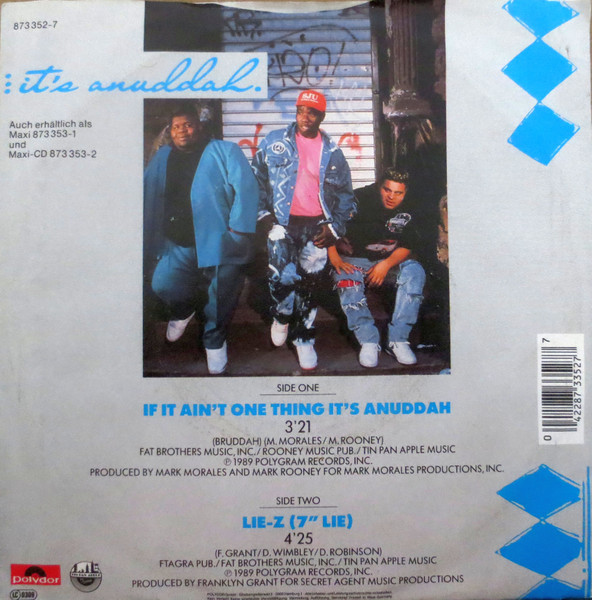 873 352-7
: it's anuddah.
Auch erhältlich als
Maxi 873 353-1
und
Maxi-CD 873 353-2
SIDE ONE
IF IT AIN'T ONE THING IT'S ANUDDAH
3'21
(BRUDDAH) (M. MORALES/M. ROONEY)
FAT BROTHERS MUSIC, INC./ROONEY MUSIC PUB./TIN PAN APPLE MUSIC
℗ 1989 POLYGRAM RECORDS, INC.
PRODUCED BY MARK MORALES AND MARK ROONEY FOR MARK MORALES PRODUCTIONS, INC.
7
0 42287 33527
SIDE TWO
LIE-Z (7" LIE)
4'25
(F. GRANT/D. WIMBLEY/D. ROBINSON)
FTAGRA PUB./FAT BROTHERS MUSIC, INC./TIN PAN APPLE MUSIC
℗ 1989 POLYGRAM RECORDS, INC.
PRODUCED BY FRANKLYN GRANT FOR SECRET AGENT MUSIC PRODUCTIONS
polydor